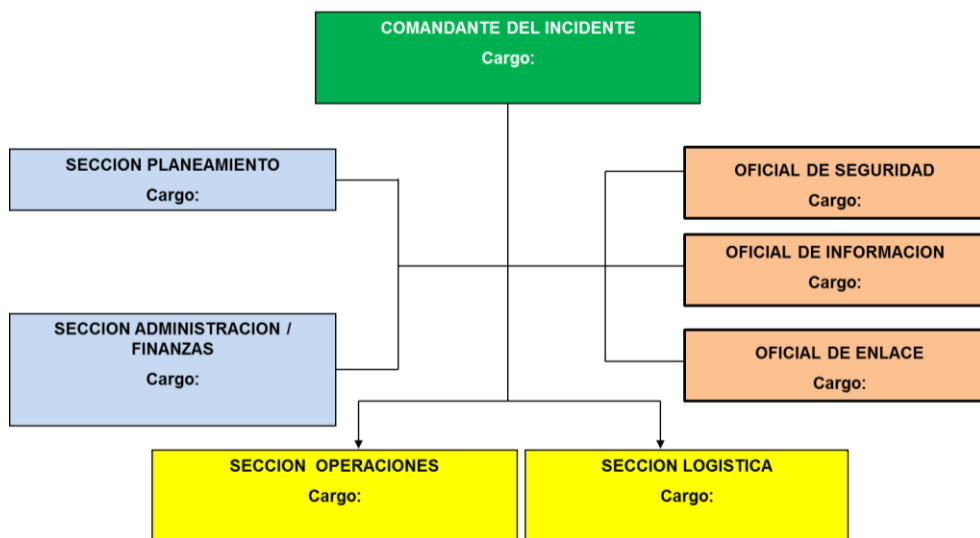 COMANDANTE DEL INCIDENTE
Cargo:
SECCION PLANEAMIENTO
Cargo:
OFICIAL DE SEGURIDAD
Cargo:
OFICIAL DE INFORMACION
Cargo:
SECCION ADMINISTRACION /
FINANZAS
Cargo:
OFICIAL DE ENLACE
Cargo:
SECCION OPERACIONES
Cargo:
SECCION LOGISTICA
Cargo: